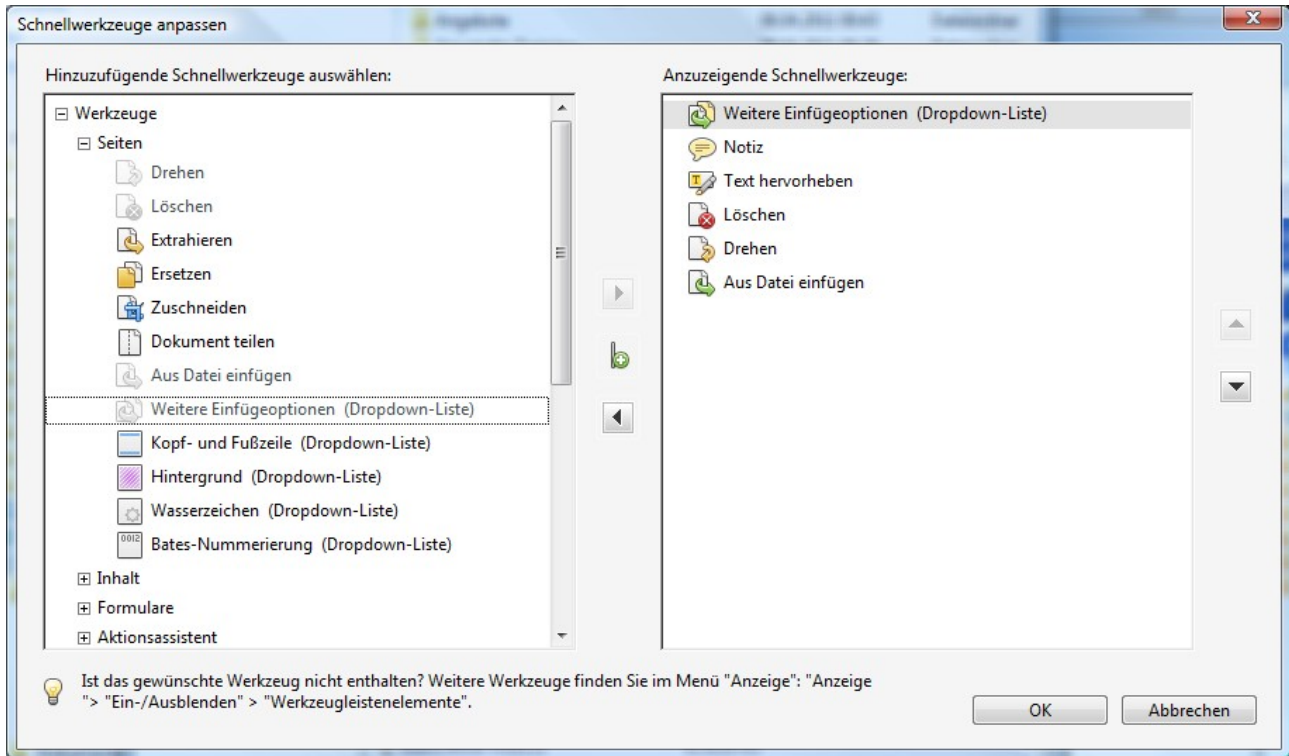 Schnellwerkzeuge anpassen
Hinzuzufügende Schnellwerkzeuge auswählen:
Werkzeuge
Seiten
Drehen
Löschen
Extrahieren
Ersetzen
Zuschneiden
Dokument teilen
Aus Datei einfügen
Weitere Einfügeoptionen (Dropdown-Liste)
Kopf- und Fußzeile (Dropdown-Liste)
Hintergrund (Dropdown-Liste)
Wasserzeichen (Dropdown-Liste)
0012
Bates-Nummerierung (Dropdown-Liste)
Inhalt
Formulare
Aktionsassistent
Anzuzeigende Schnellwerkzeuge:
Weitere Einfügeoptionen (Dropdown-Liste)
Notiz
Text hervorheben
Löschen
Drehen
Aus Datei einfügen
Ist das gewünschte Werkzeug nicht enthalten? Weitere Werkzeuge finden Sie im Menü "Anzeige": "Anzeige
"> "Ein-/Ausblenden" > "Werkzeugleistenelemente".
OK
Abbrechen